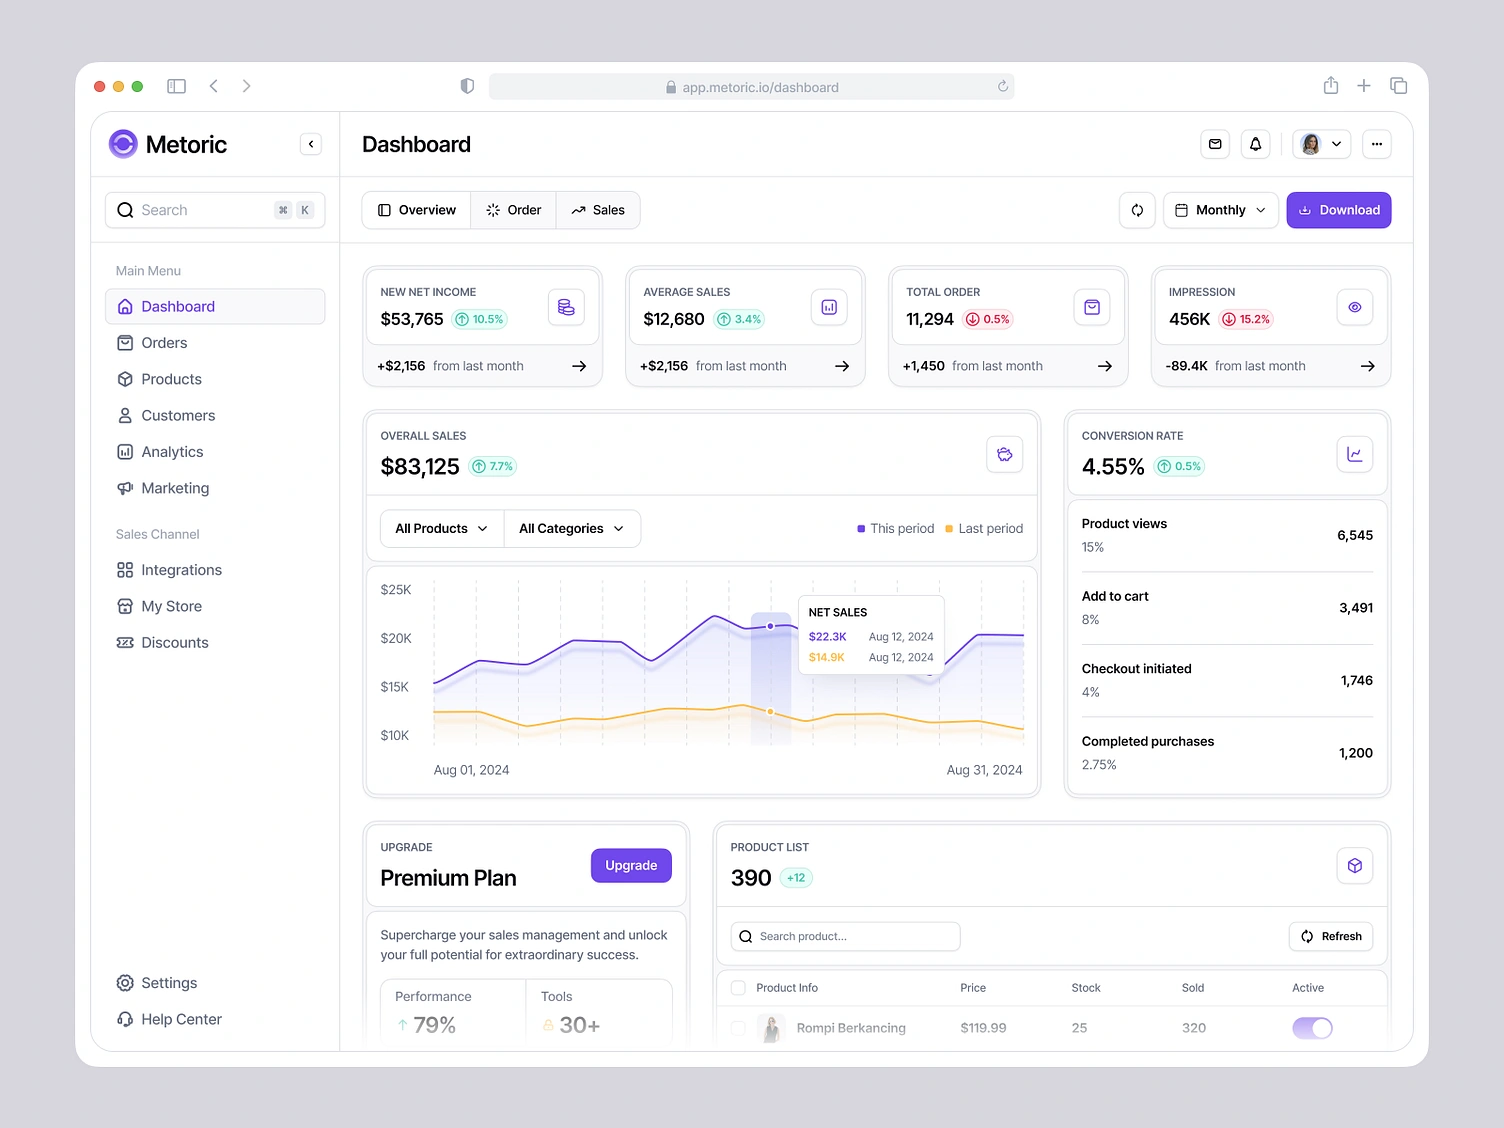 app.metoric.io/dashboard
Metoric
Dashboard
Search ⌘ K
Overview Order Sales
Monthly Download
Main Menu
Dashboard
Orders
Products
Customers
Analytics
Marketing
Sales Channel
Integrations
My Store
Discounts
Settings
Help Center
NEW NET INCOME
$53,765 10.5%
+$2,156 from last month
AVERAGE SALES
$12,680 3.4%
+$2,156 from last month
TOTAL ORDER
11,294 0.5%
+1,450 from last month
IMPRESSION
456K 15.2%
-89.4K from last month
OVERALL SALES
$83,125 7.7%
All Products All Categories
This period Last period
$25K
$20K
$15K
$10K
NET SALES
$22.3K Aug 12, 2024
$14.9K Aug 12, 2024
Aug 01, 2024 Aug 31, 2024
CONVERSION RATE
4.55% 0.5%
Product views
15%
6,545
Add to cart
8%
3,491
Checkout initiated
4%
1,746
Completed purchases
2.75%
1,200
UPGRADE
Premium Plan
Upgrade
Supercharge your sales management and unlock
your full potential for extraordinary success.
Performance
79%
Tools
30+
PRODUCT LIST
390 +12
Search product...
Refresh
Product Info Price Stock Sold Active
Rompi Berkancing $119.99 25 320